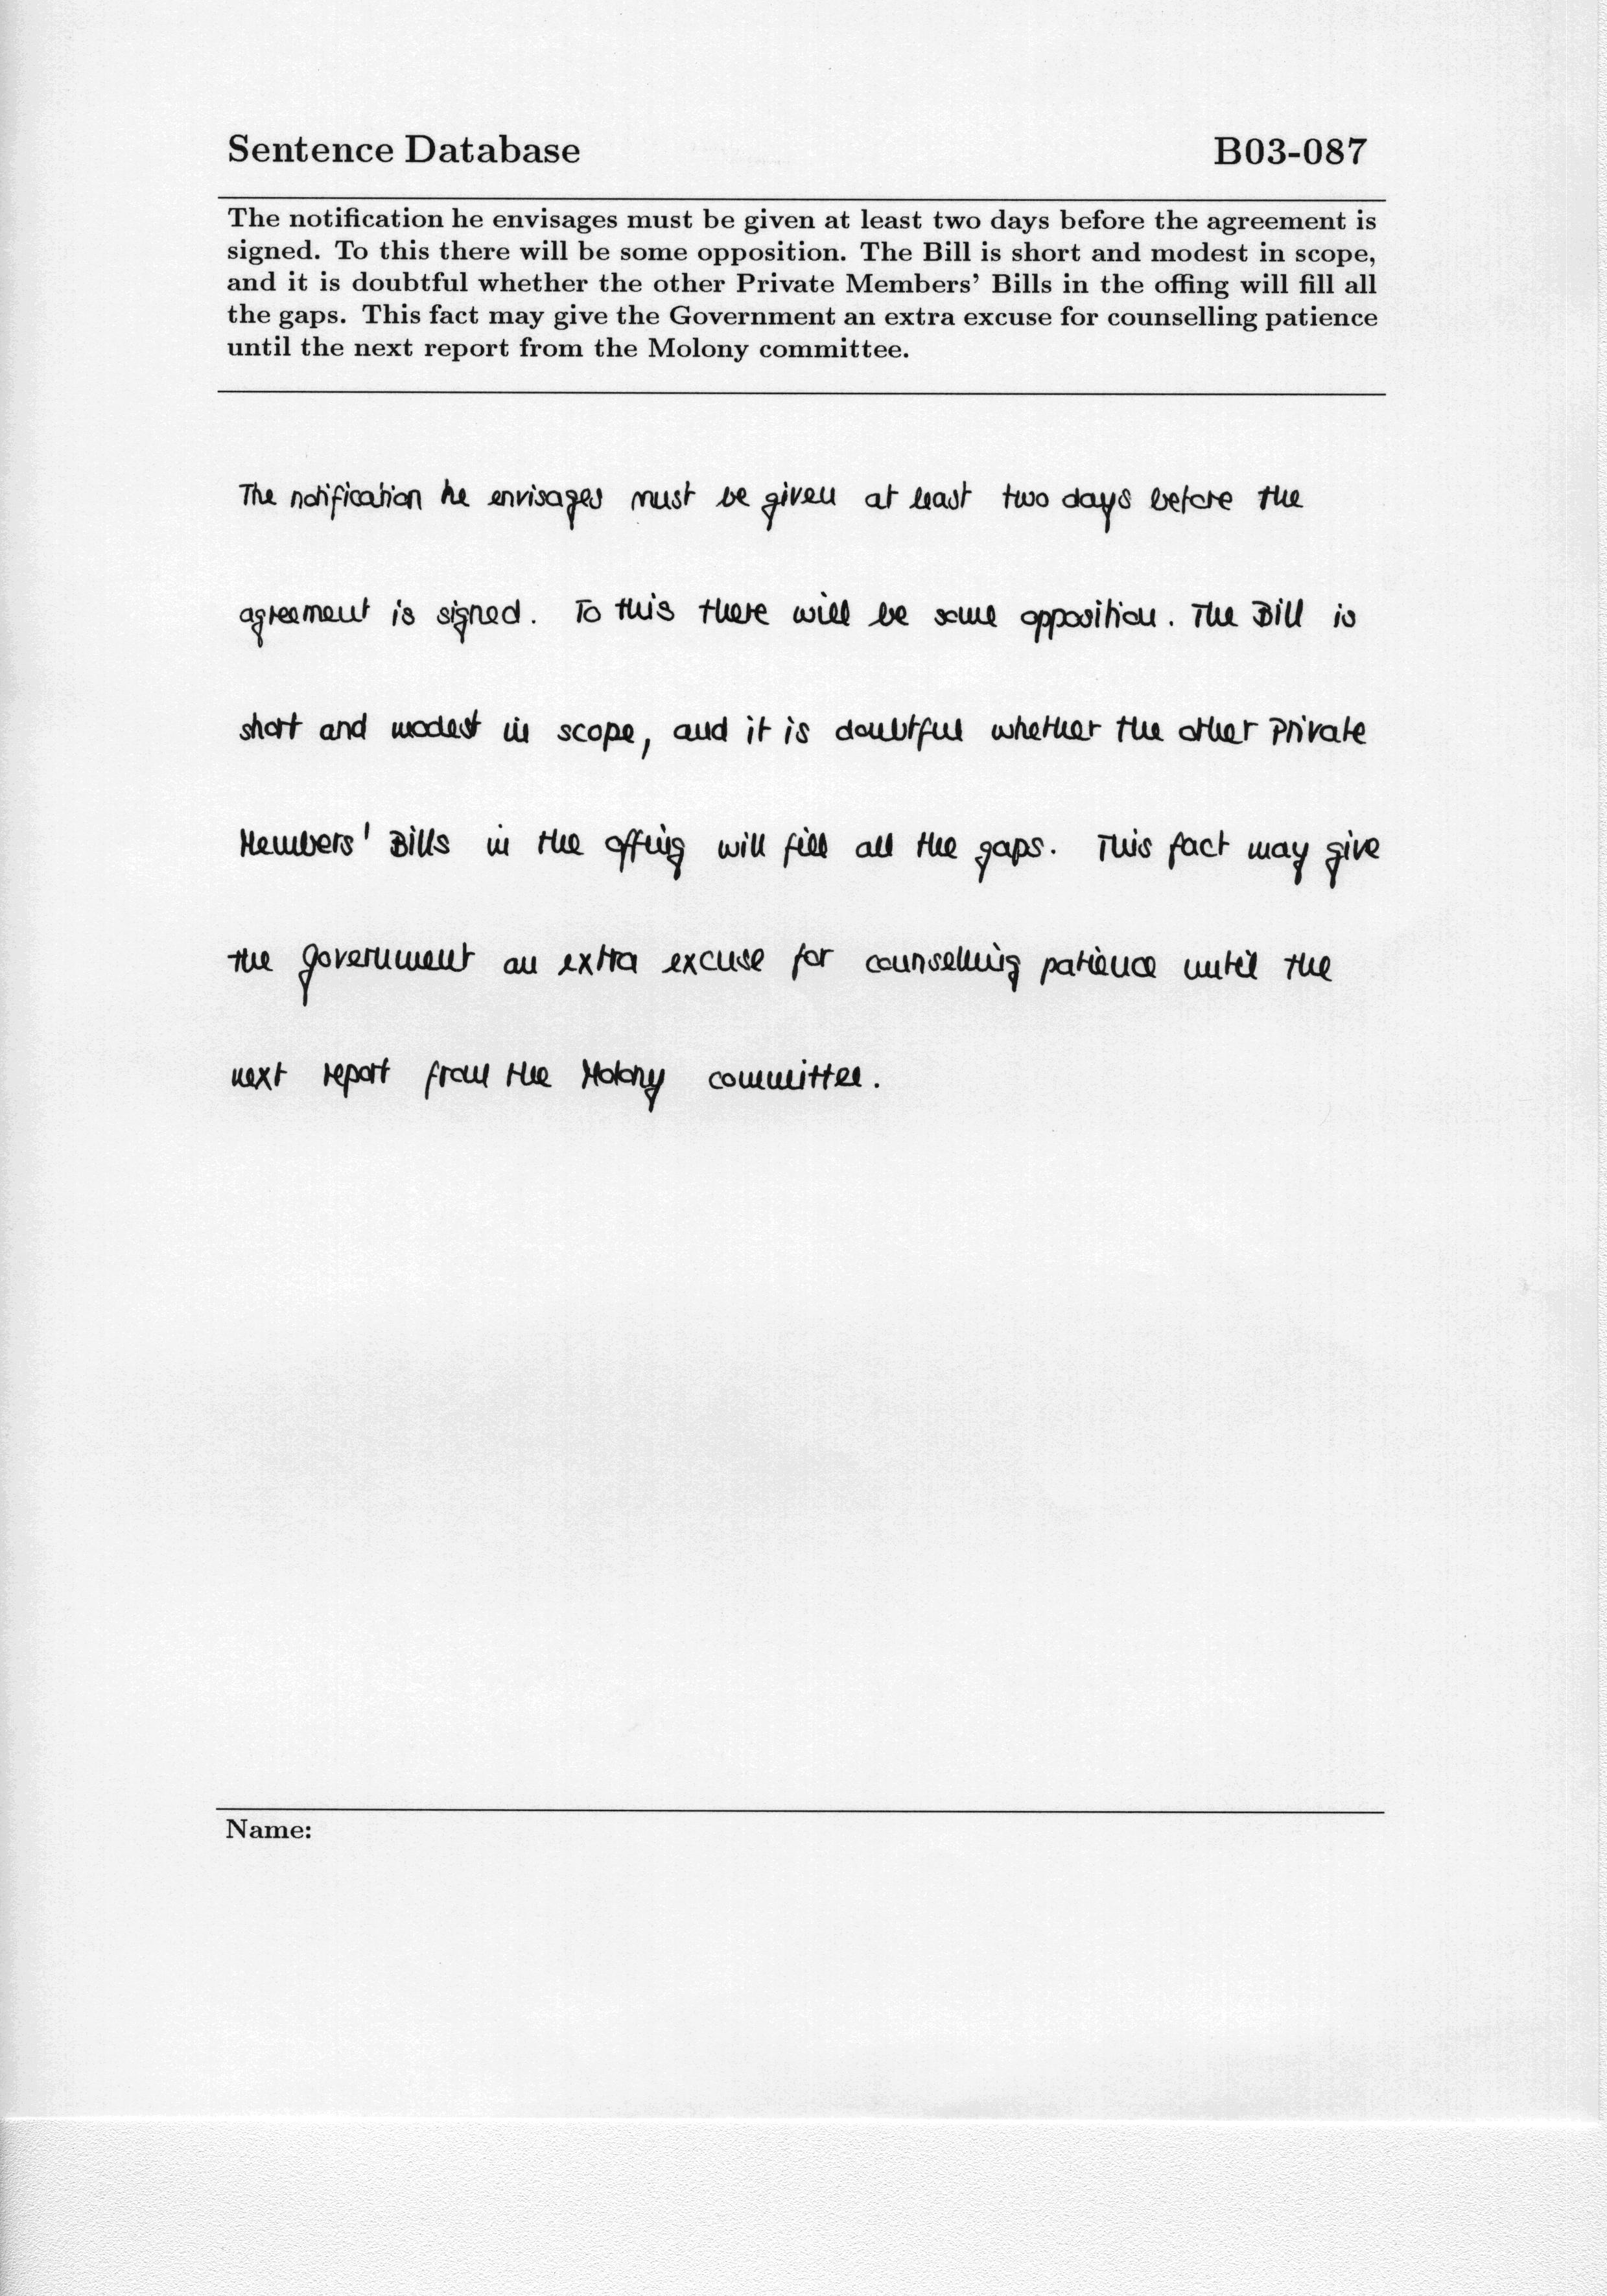 Sentence Database B03-087
The notification he envisages must be given at least two days before the agreement is
signed. To this there will be some opposition. The Bill is short and modest in scope,
and it is doubtful whether the other Private Members' Bills in the offing will fill all
the gaps. This fact may give the Government an extra excuse for counselling patience
until the next report from the Molony committee.
The notification he envisages must be given at least two days before the
agreement is signed. To this there will be some opposition. The Bill is
short and modest in scope, and it is doubtful whether the other Private
Members' Bills in the offing will fill all the gaps. This fact may give
the government an extra excuse for counselling patience until the
next report from the Molony committee.
Name: